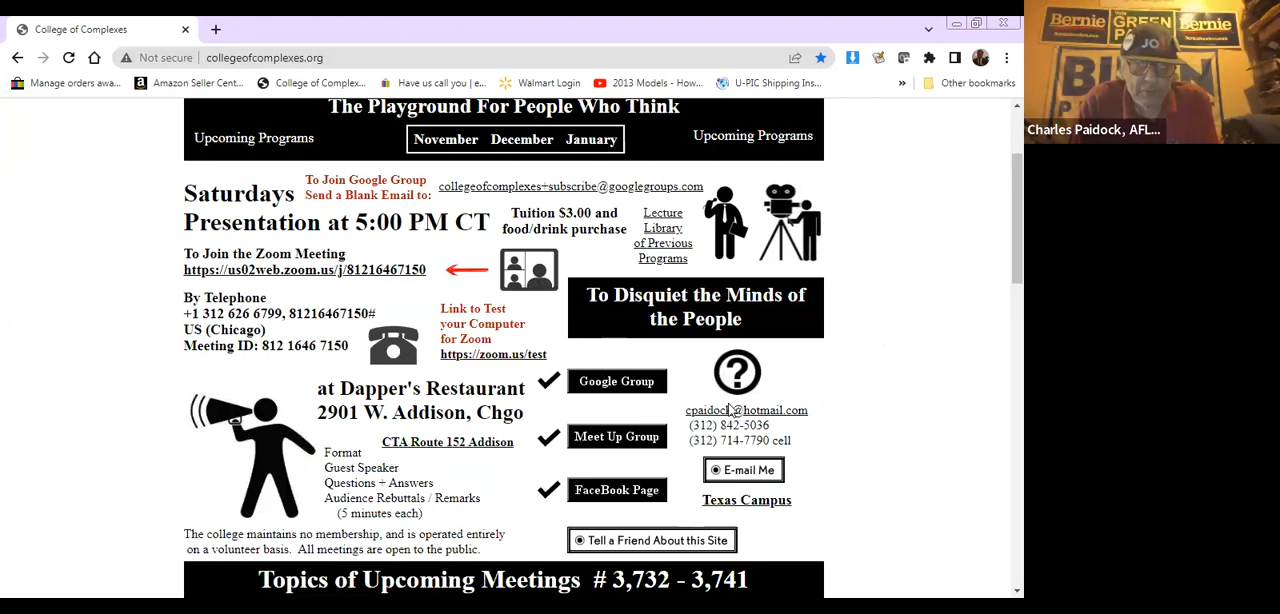 College of Complexes
Not secure
collegeofcomplexes.org
Manage orders awa...
Amazon Seller Cent...
College of Complex...
Have us call you | e...
Walmart Login
2013 Models - How...
U-PIC Shipping Ins...
Other bookmarks
Bernie
GREEN
Bernie
JO
Charles Paidock, AFL...
The Playground For People Who Think
Upcoming Programs
November December January
Upcoming Programs
Saturdays
To Join Google Group
Send a Blank Email to:
collegeofcomplexes+subscribe@googlegroups.com
Presentation at 5:00 PM CT
Tuition $3.00 and
food/drink purchase
Lecture
Library
of Previous
Programs
To Join the Zoom Meeting
https://us02web.zoom.us/j/81216467150
To Disquiet the Minds of
the People
By Telephone
+1 312 626 6799, 81216467150#
US (Chicago)
Meeting ID: 812 1646 7150
Link to Test
your Computer
for Zoom
https://zoom.us/test
at Dapper's Restaurant
2901 W. Addison, Chgo
CTA Route 152 Addison
Format
Guest Speaker
Questions + Answers
Audience Rebuttals / Remarks
(5 minutes each)
Google Group
Meet Up Group
FaceBook Page
?
cpaidock@hotmail.com
(312) 842-5036
(312) 714-7790 cell
E-mail Me
Texas Campus
The college maintains no membership, and is operated entirely
on a volunteer basis. All meetings are open to the public.
Tell a Friend About this Site
Topics of Upcoming Meetings # 3,732 - 3,741